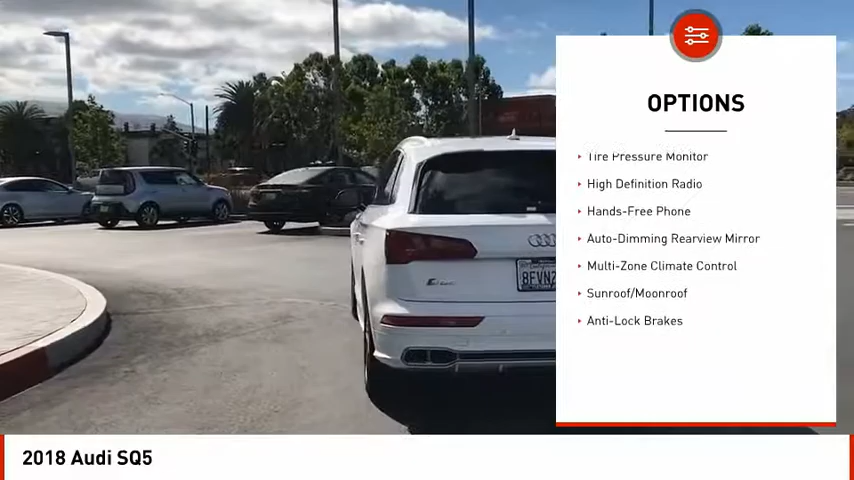 OPTIONS
Tire Pressure Monitor
High Definition Radio
Hands-Free Phone
Auto-Dimming Rearview Mirror
Multi-Zone Climate Control
Sunroof/Moonroof
Anti-Lock Brakes
8FVN
2018 Audi SQ5